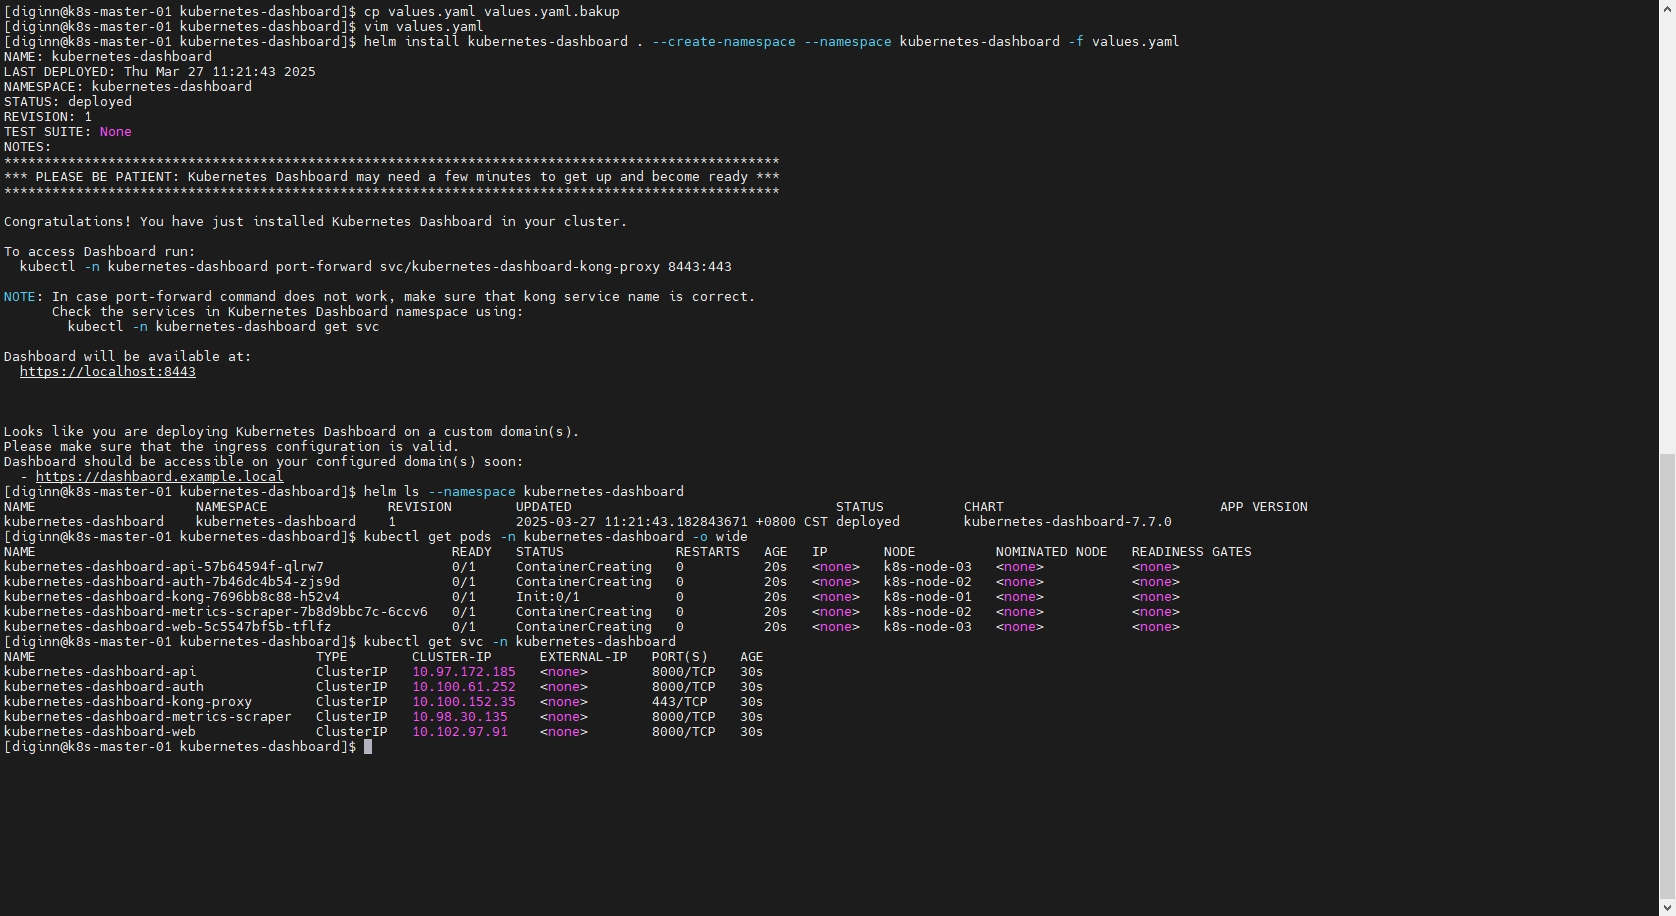 [diginn@k8s-master-01 kubernetes-dashboard]$ cp values.yaml values.yaml.bakup
[diginn@k8s-master-01 kubernetes-dashboard]$ vim values.yaml
[diginn@k8s-master-01 kubernetes-dashboard]$ helm install kubernetes-dashboard . --create-namespace --namespace kubernetes-dashboard -f values.yaml
NAME: kubernetes-dashboard
LAST DEPLOYED: Thu Mar 27 11:21:43 2025
NAMESPACE: kubernetes-dashboard
STATUS: deployed
REVISION: 1
TEST SUITE: None
NOTES:
*************************************************************************************************
*** PLEASE BE PATIENT: Kubernetes Dashboard may need a few minutes to get up and become ready ***
*************************************************************************************************
Congratulations! You have just installed Kubernetes Dashboard in your cluster.
To access Dashboard run:
  kubectl -n kubernetes-dashboard port-forward svc/kubernetes-dashboard-kong-proxy 8443:443
NOTE: In case port-forward command does not work, make sure that kong service name is correct.
      Check the services in Kubernetes Dashboard namespace using:
        kubectl -n kubernetes-dashboard get svc
Dashboard will be available at:
  https://localhost:8443
Looks like you are deploying Kubernetes Dashboard on a custom domain(s).
Please make sure that the ingress configuration is valid.
Dashboard should be accessible on your configured domain(s) soon:
  - https://dashbaord.example.local
[diginn@k8s-master-01 kubernetes-dashboard]$ helm ls --namespace kubernetes-dashboard
NAME NAMESPACE REVISION UPDATED STATUS CHART APP VERSION
kubernetes-dashboard kubernetes-dashboard 1 2025-03-27 11:21:43.182843671 +0800 CST deployed kubernetes-dashboard-7.7.0
[diginn@k8s-master-01 kubernetes-dashboard]$ kubectl get pods -n kubernetes-dashboard -o wide
NAME READY STATUS RESTARTS AGE IP NODE NOMINATED NODE READINESS GATES
kubernetes-dashboard-api-57b64594f-qlrw7 0/1 ContainerCreating 0 20s <none> k8s-node-03 <none> <none>
kubernetes-dashboard-auth-7b46dc4b54-zjs9d 0/1 ContainerCreating 0 20s <none> k8s-node-02 <none> <none>
kubernetes-dashboard-kong-7696bb8c88-h52v4 0/1 Init:0/1 0 20s <none> k8s-node-01 <none> <none>
kubernetes-dashboard-metrics-scraper-7b8d9bbc7c-6ccv6 0/1 ContainerCreating 0 20s <none> k8s-node-02 <none> <none>
kubernetes-dashboard-web-5c5547bf5b-tflfz 0/1 ContainerCreating 0 20s <none> k8s-node-03 <none> <none>
[diginn@k8s-master-01 kubernetes-dashboard]$ kubectl get svc -n kubernetes-dashboard
NAME TYPE CLUSTER-IP EXTERNAL-IP PORT(S) AGE
kubernetes-dashboard-api ClusterIP 10.97.172.185 <none> 8000/TCP 30s
kubernetes-dashboard-auth ClusterIP 10.100.61.252 <none> 8000/TCP 30s
kubernetes-dashboard-kong-proxy ClusterIP 10.100.152.35 <none> 443/TCP 30s
kubernetes-dashboard-metrics-scraper ClusterIP 10.98.30.135 <none> 8000/TCP 30s
kubernetes-dashboard-web ClusterIP 10.102.97.91 <none> 8000/TCP 30s
[diginn@k8s-master-01 kubernetes-dashboard]$